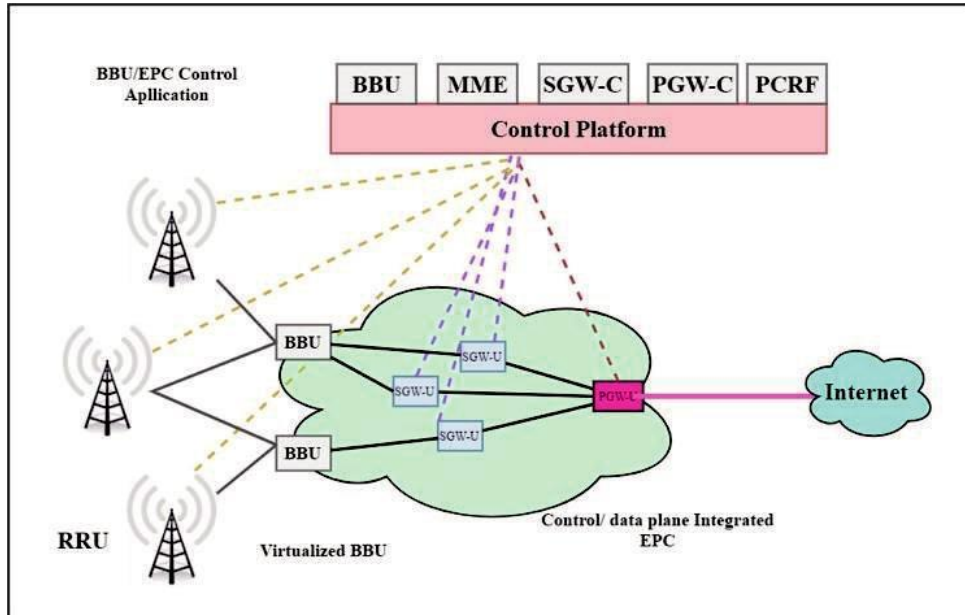 BBU/EPC Control
Apllication
BBU
MME
SGW-C
PGW-C
PCRF
Control Platform
BBU
SGW-U
SGW-U
PGW-U
Internet
BBU
SGW-U
RRU
Virtualized BBU
Control/ data plane Integrated
EPC